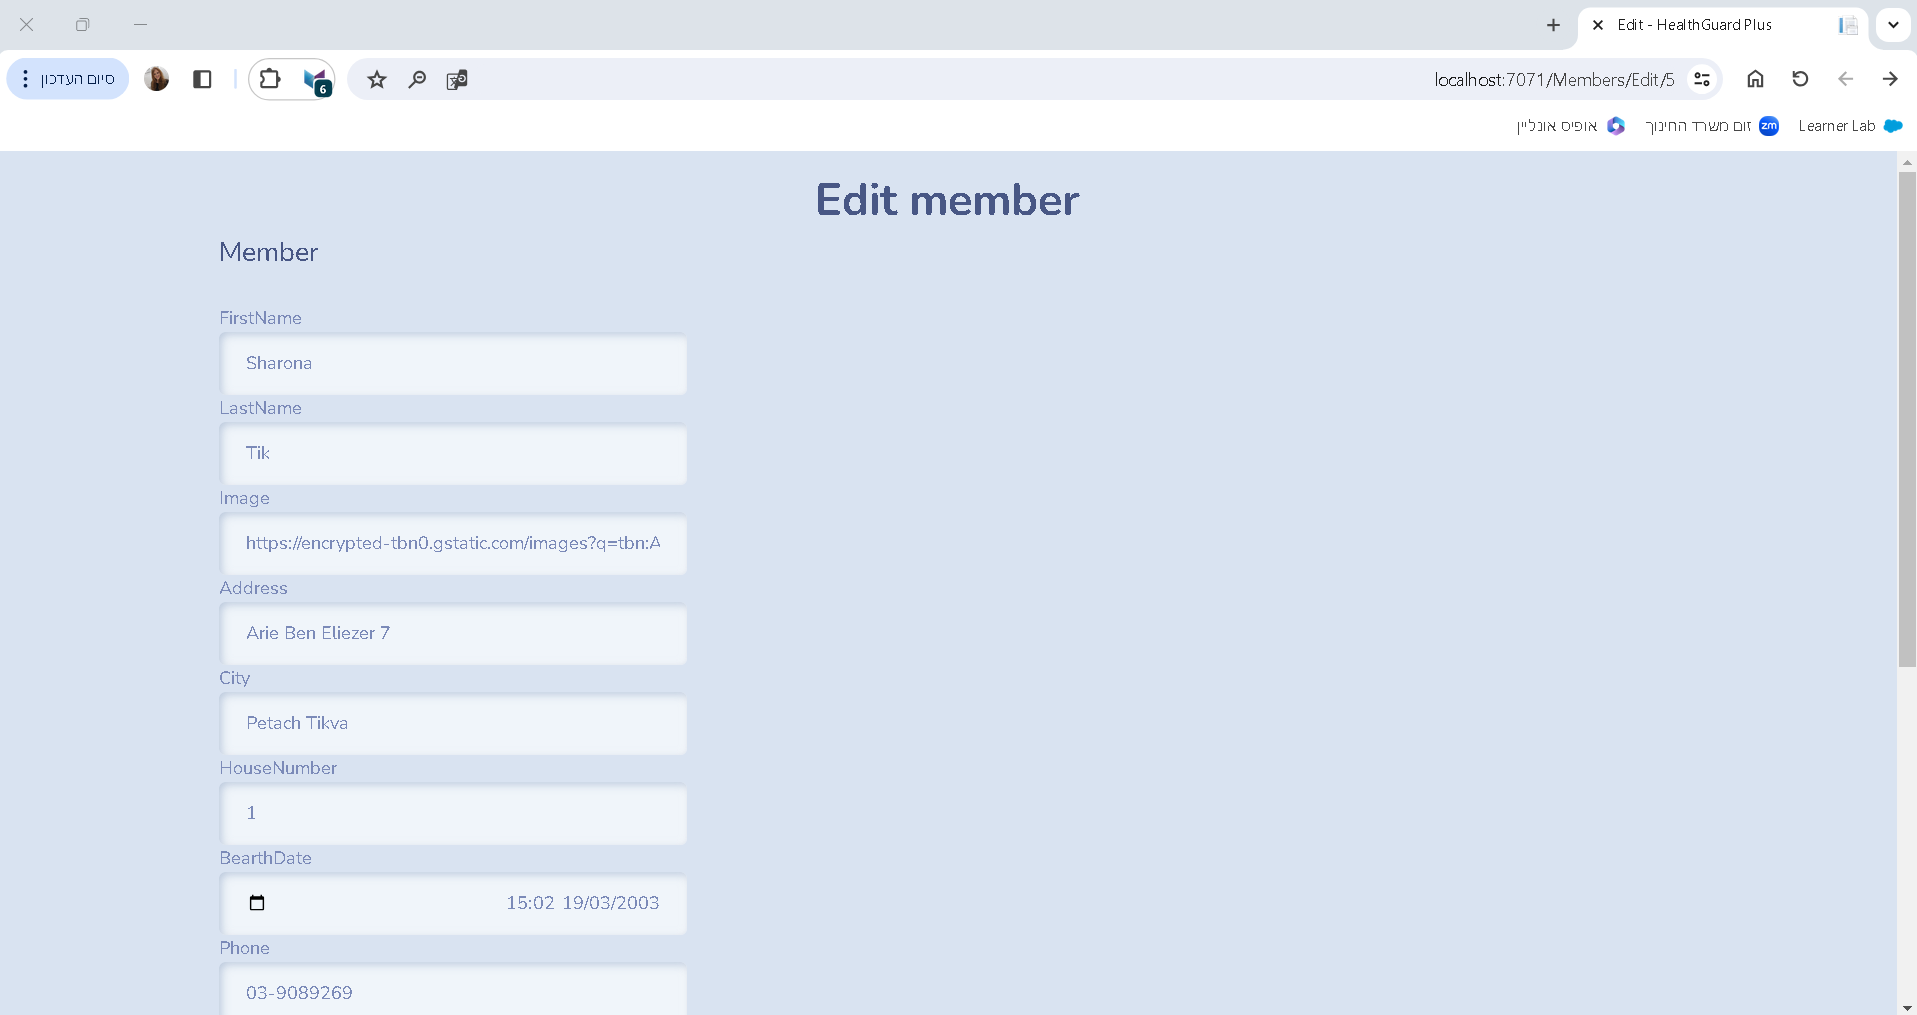 Edit - HealthGuard Plus
סיום העדכון
6
localhost:7071/Members/Edit/5
Learner Lab
zm
זום משרד החינוך
אופיס אונליין
Edit member
Member
FirstName
Sharona
LastName
Tik
Image
https://encrypted-tbn0.gstatic.com/images?q=tbn:A
Address
Arie Ben Eliezer 7
City
Petach Tikva
HouseNumber
1
BearthDate
15:02 19/03/2003
Phone
03-9089269